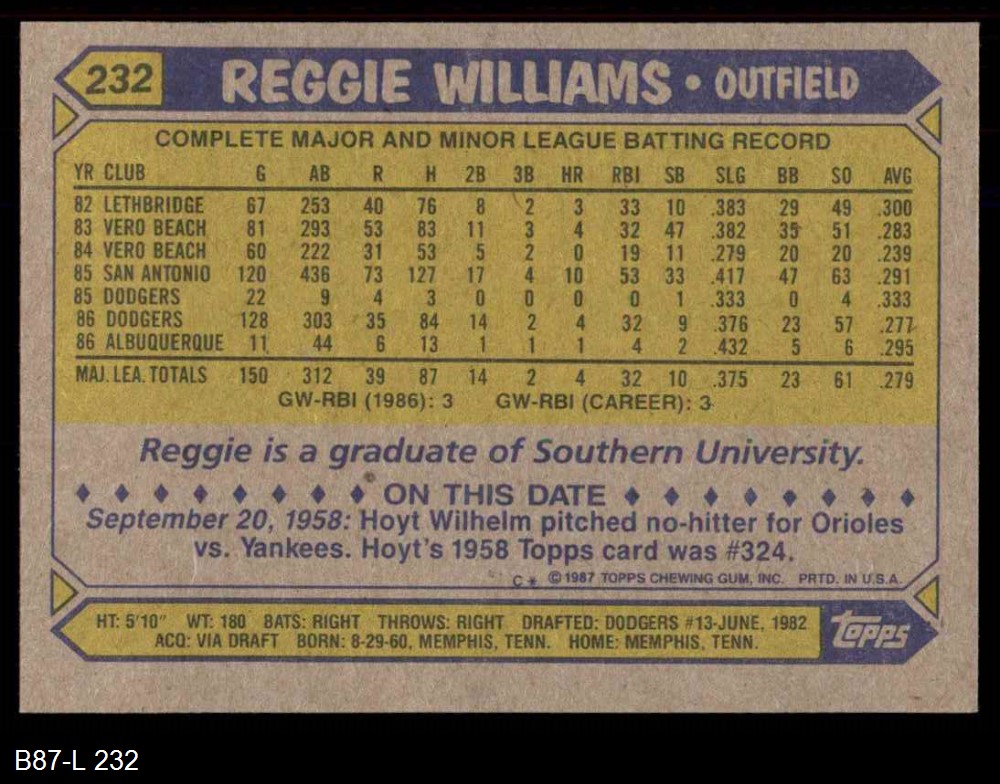 232 REGGIE WILLIAMS • OUTFIELD
COMPLETE MAJOR AND MINOR LEAGUE BATTING RECORD
YR CLUB G AB R H 2B 3B HR RBI SB SLG BB SO AVG
82 LETHBRIDGE 67 253 40 76 8 2 3 33 10 .383 29 49 .300
83 VERO BEACH 81 293 53 83 11 3 4 32 47 .382 35 51 .283
84 VERO BEACH 60 222 31 53 5 2 0 19 11 .279 20 20 .239
85 SAN ANTONIO 120 436 73 127 17 4 10 53 33 .417 47 63 .291
85 DODGERS 22 9 4 3 0 0 0 0 1 .333 0 4 .333
86 DODGERS 128 303 35 84 14 2 4 32 9 .376 23 57 .277
86 ALBUQUERQUE 11 44 6 13 1 1 1 4 2 .432 5 6 .295
MAJ. LEA. TOTALS 150 312 39 87 14 2 4 32 10 .375 23 61 .279
GW-RBI (1986): 3 GW-RBI (CAREER): 3
Reggie is a graduate of Southern University.
♦ ♦ ♦ ♦ ♦ ♦ ♦ ♦ ON THIS DATE ♦ ♦ ♦ ♦ ♦ ♦ ♦ ♦
September 20, 1958: Hoyt Wilhelm pitched no-hitter for Orioles
vs. Yankees. Hoyt's 1958 Topps card was #324.
C* © 1987 TOPPS CHEWING GUM, INC. PRTD. IN U.S.A.
HT: 5'10" WT: 180 BATS: RIGHT THROWS: RIGHT DRAFTED: DODGERS #13-JUNE, 1982
ACQ: VIA DRAFT BORN: 8-29-60, MEMPHIS, TENN. HOME: MEMPHIS, TENN.
TOPPS
B87-L 232